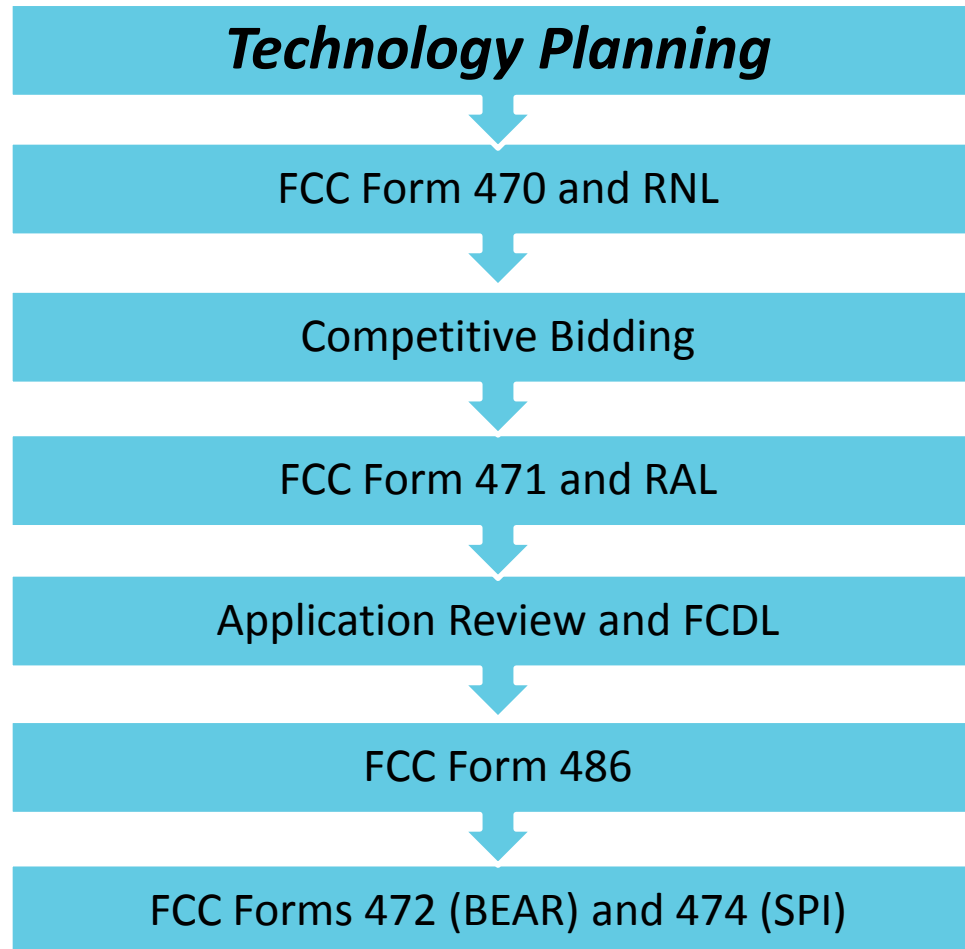 Technology Planning
FCC Form 470 and RNL
Competitive Bidding
FCC Form 471 and RAL
Application Review and FCDL
FCC Form 486
FCC Forms 472 (BEAR) and 474 (SPI)